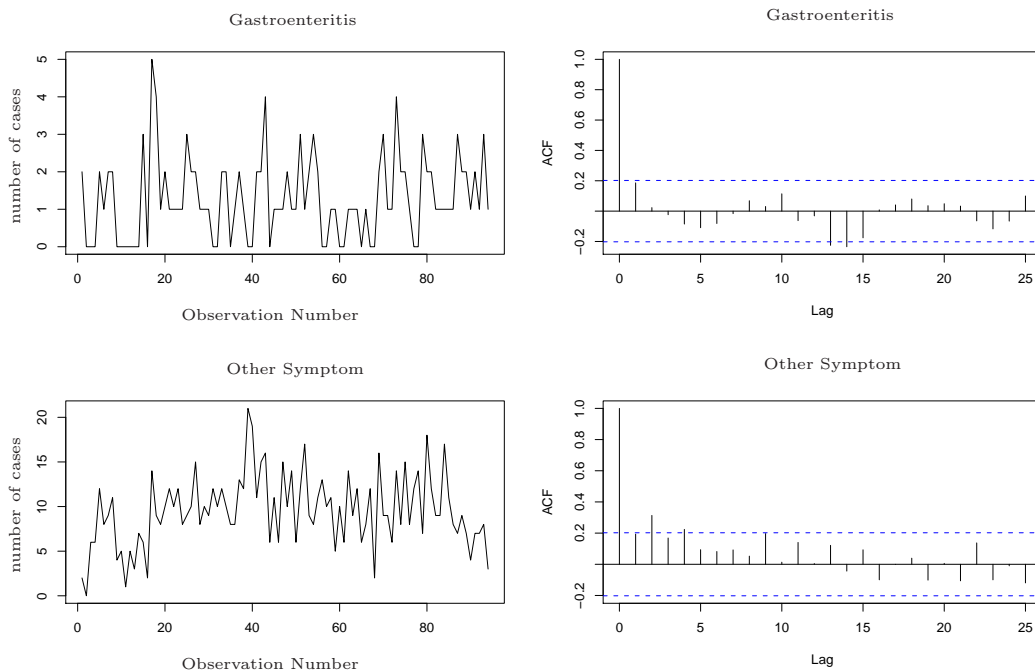 Gastroenteritis
number of cases
0 1 2 3 4 5
0 20 40 60 80
Observation Number
Gastroenteritis
ACF
−0.2 0.2 0.4 0.6 0.8 1.0
0 5 10 15 20 25
Lag
Other Symptom
number of cases
0 5 10 15 20
0 20 40 60 80
Observation Number
Other Symptom
ACF
−0.2 0.2 0.4 0.6 0.8 1.0
0 5 10 15 20 25
Lag